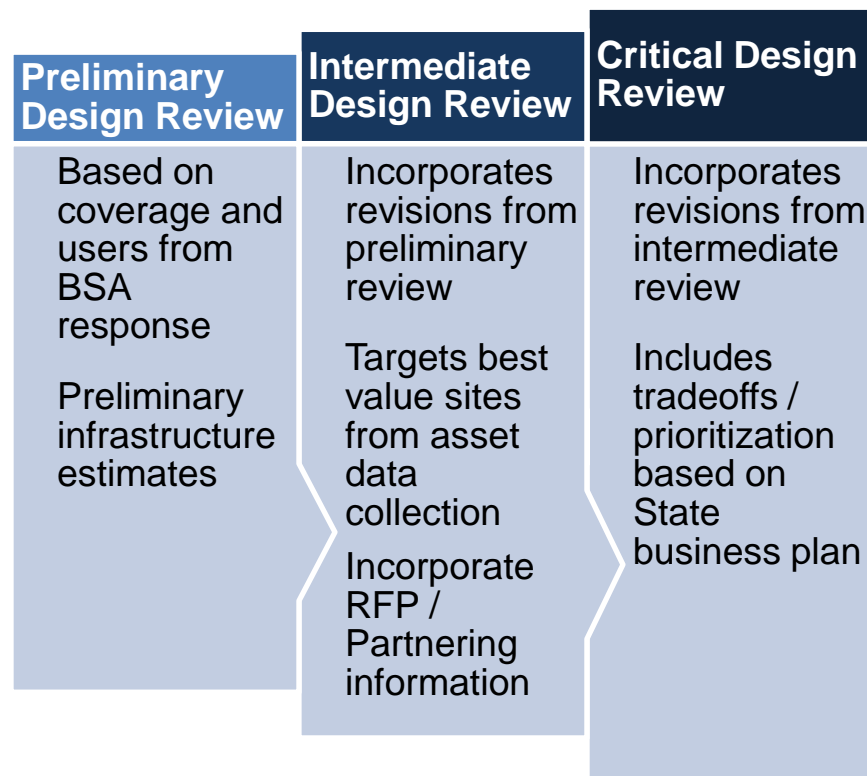 Preliminary
Design Review
Based on
coverage and
users from
BSA
response
Preliminary
infrastructure
estimates
Intermediate
Design Review
Incorporates
revisions from
preliminary
review
Targets best
value sites
from asset
data
collection
Incorporate
RFP /
Partnering
information
Critical Design
Review
Incorporates
revisions from
intermediate
review
Includes
tradeoffs /
prioritization
based on
State
business plan